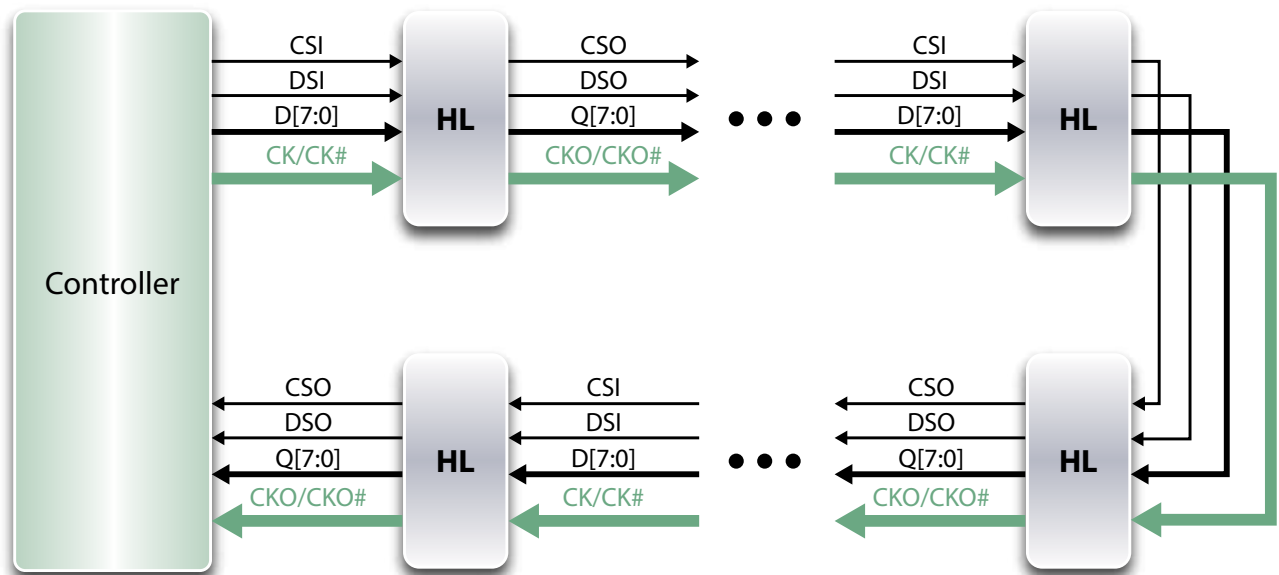 CSI CSO CSI
DSI DSO DSI
D[7:0] Q[7:0] D[7:0]
HL HL
CK/CK# CKO/CKO# CK/CK#
Controller
CSO CSI CSO
DSO DSI DSO
Q[7:0] D[7:0] Q[7:0]
HL HL
CKO/CKO# CK/CK# CKO/CKO#